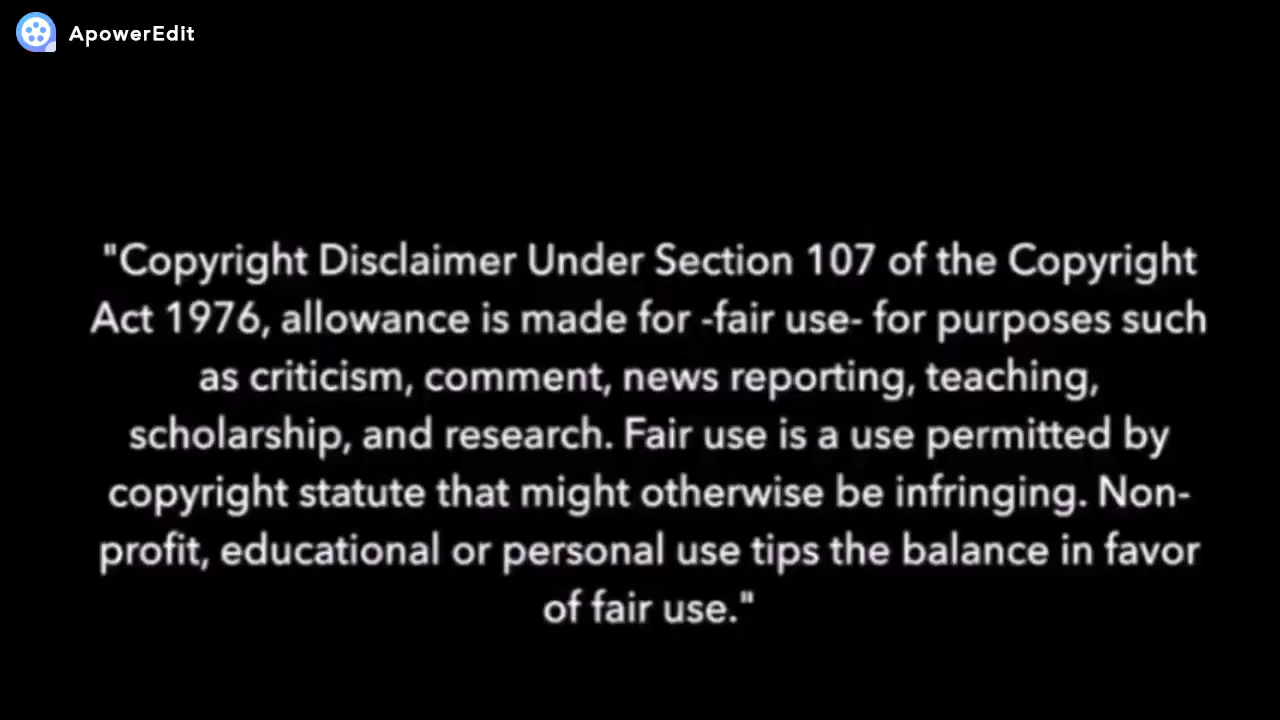 ApowerEdit
"Copyright Disclaimer Under Section 107 of the Copyright
Act 1976, allowance is made for -fair use- for purposes such
as criticism, comment, news reporting, teaching,
scholarship, and research. Fair use is a use permitted by
copyright statute that might otherwise be infringing. Non-
profit, educational or personal use tips the balance in favor
of fair use."